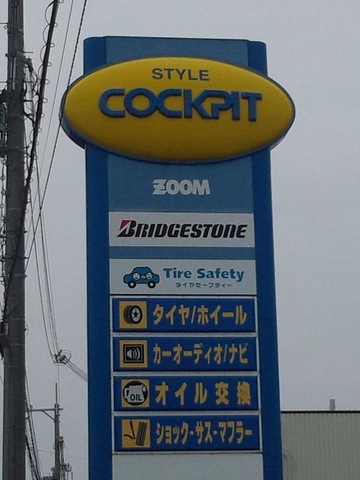 STYLE
COCKPIT
ZOOM
BRIDGESTONE
Tire Safety
タイヤセーフティー
タイヤ/ホイール
カーオーディオ/ナビ
OIL オイル交換
ショック・サス・マフラー